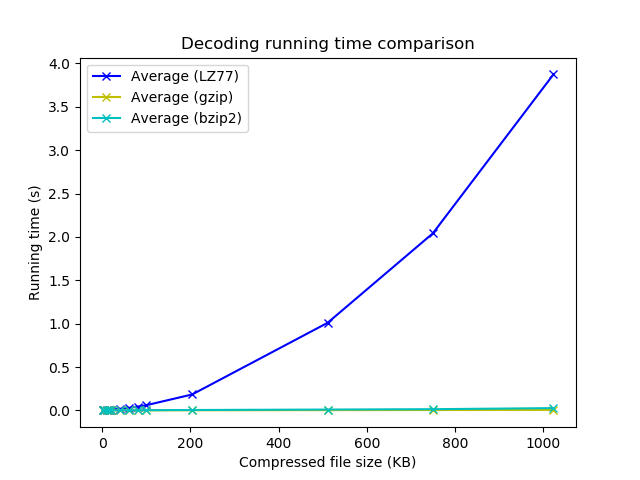 Decoding running time comparison
Average (LZ77)
Average (gzip)
Average (bzip2)
Running time (s)
4.0
3.5
3.0
2.5
2.0
1.5
1.0
0.5
0.0
0 200 400 600 800 1000
Compressed file size (KB)